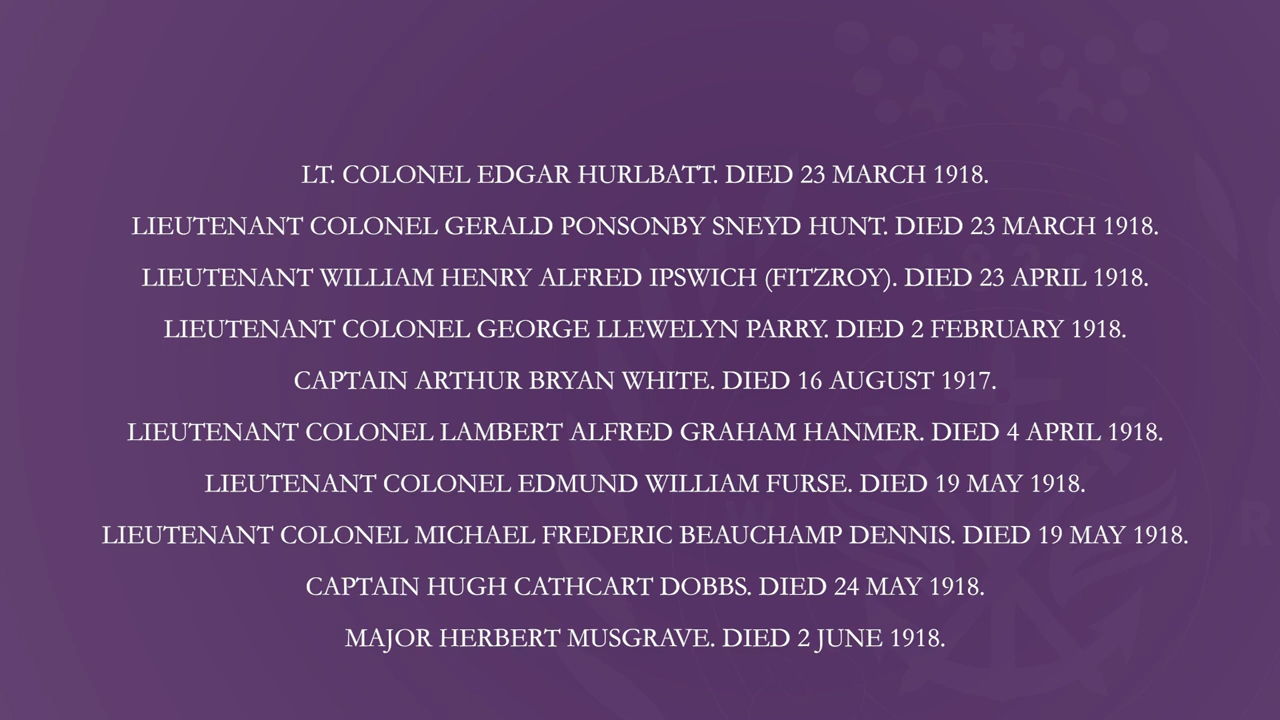 LT. COLONEL EDGAR HURLBATT. DIED 23 MARCH 1918.
LIEUTENANT COLONEL GERALD PONSONBY SNEYD HUNT. DIED 23 MARCH 1918.
LIEUTENANT WILLIAM HENRY ALFRED IPSWICH (FITZROY). DIED 23 APRIL 1918.
LIEUTENANT COLONEL GEORGE LLEWELYN PARRY. DIED 2 FEBRUARY 1918.
CAPTAIN ARTHUR BRYAN WHITE. DIED 16 AUGUST 1917.
LIEUTENANT COLONEL LAMBERT ALFRED GRAHAM HANMER. DIED 4 APRIL 1918.
LIEUTENANT COLONEL EDMUND WILLIAM FURSE. DIED 19 MAY 1918.
LIEUTENANT COLONEL MICHAEL FREDERIC BEAUCHAMP DENNIS. DIED 19 MAY 1918.
CAPTAIN HUGH CATHCART DOBBS. DIED 24 MAY 1918.
MAJOR HERBERT MUSGRAVE. DIED 2 JUNE 1918.